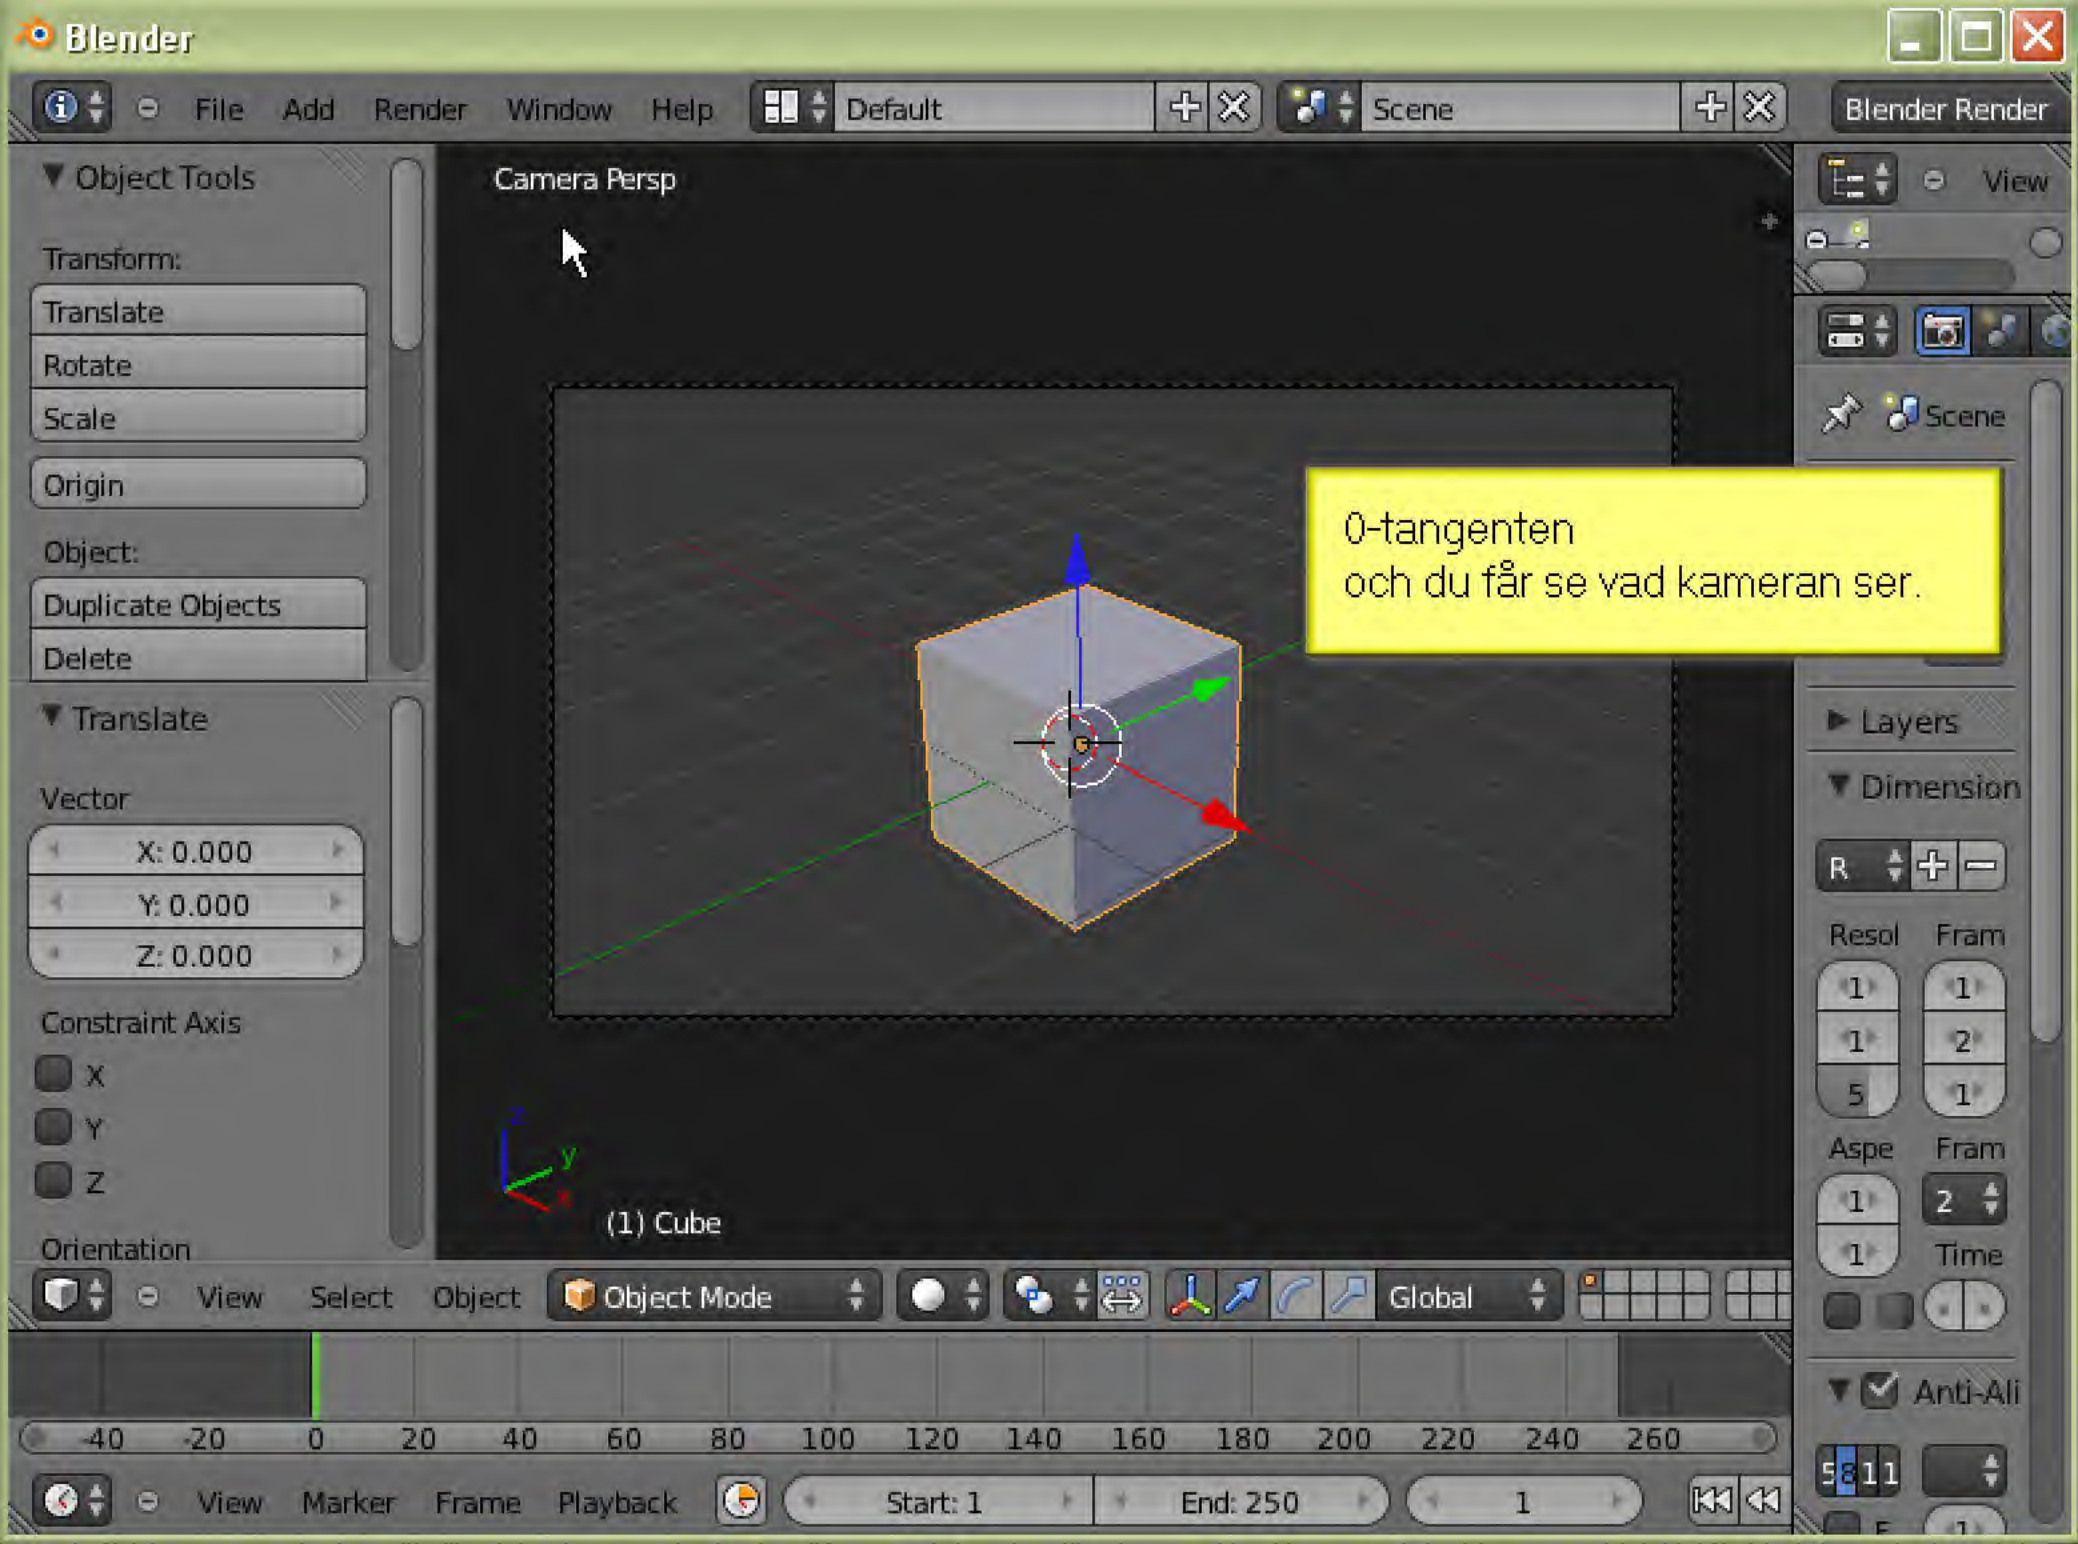 Blender
File Add Render Window Help Default Scene Blender Render
Object Tools
Transform:
Translate
Rotate
Scale
Origin
Object:
Duplicate Objects
Delete
Translate
Vector
X: 0.000
Y: 0.000
Z: 0.000
Constraint Axis
X
Y
Z
Orientation
Camera Persp
0-tangenten
och du får se vad kameran ser.
z
y
x
(1) Cube
View
Scene
Layers
Dimension
R
Resol Fram
1 1
1 2
5 1
Aspe Fram
1 2
1 Time
Anti-Ali
5 8 11
View Select Object Object Mode Global
-40 -20 0 20 40 60 80 100 120 140 160 180 200 220 240 260
View Marker Frame Playback Start: 1 End: 250 1